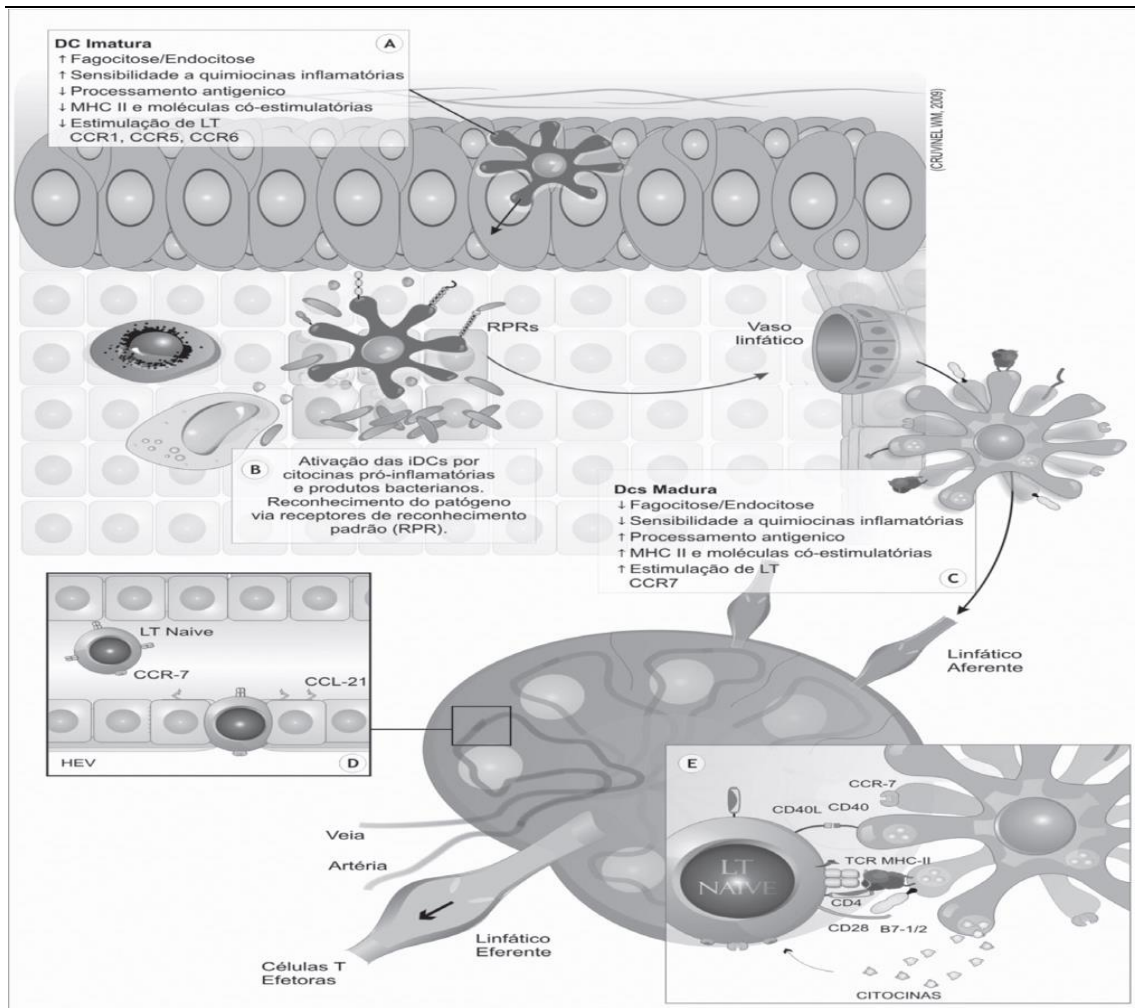 DC Imatura
A
↑ Fagocitose/Endocitose
↑ Sensibilidade a quimiocinas inflamatórias
↓ Processamento antigenico
↓ MHC II e moléculas có-estimulatórias
↓ Estimulação de LT
CCR1, CCR5, CCR6
(CRUVINEL WM, 2009)
RPRs
Vaso
linfático
B
Ativação das iDCs por
citocinas pró-inflamatórias
e produtos bacterianos.
Reconhecimento do patógeno
via receptores de reconhecimento
padrão (RPR).
Dcs Madura
↓ Fagocitose/Endocitose
↓ Sensibilidade a quimiocinas inflamatórias
↑ Processamento antigenico
↑ MHC II e moléculas có-estimulatórias
↑ Estimulação de LT
CCR7
C
LT Naive
CCR-7
CCL-21
HEV
D
Linfático
Aferente
E
CCR-7
CD40L CD40
TCR MHC-II
LT
NAIVE
CD4
CD28 B7-1/2
CITOCINAS
Veia
Artéria
Linfático
Eferente
Células T
Efetoras